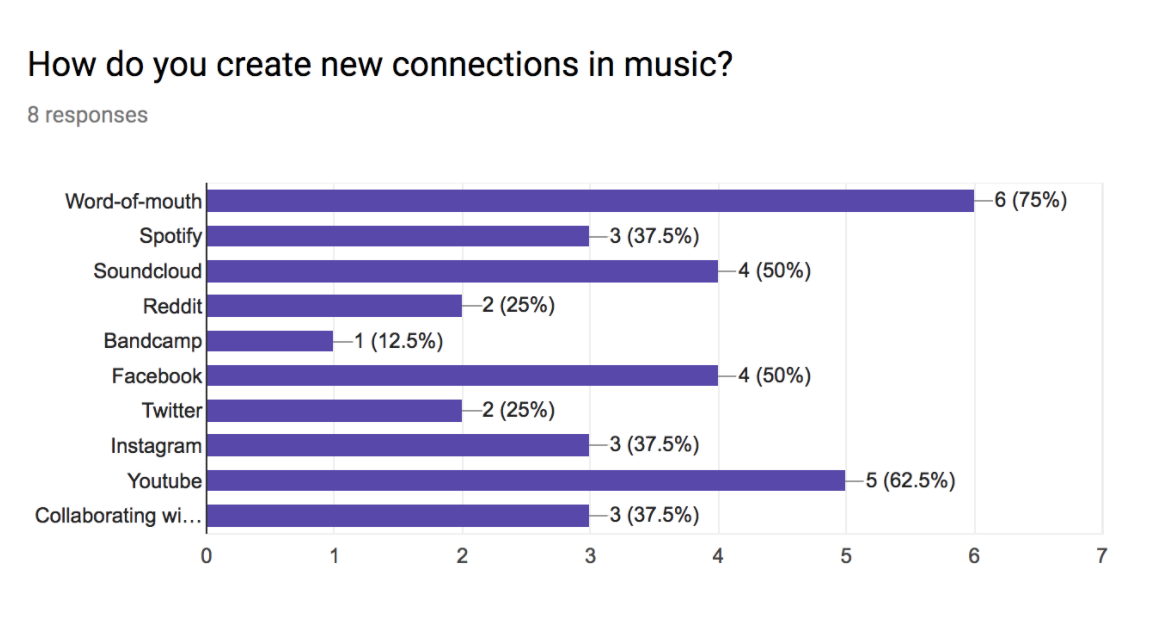 How do you create new connections in music?
8 responses
Word-of-mouth 6 (75%)
Spotify 3 (37.5%)
Soundcloud 4 (50%)
Reddit 2 (25%)
Bandcamp 1 (12.5%)
Facebook 4 (50%)
Twitter 2 (25%)
Instagram 3 (37.5%)
Youtube 5 (62.5%)
Collaborating wi... 3 (37.5%)
0 1 2 3 4 5 6 7